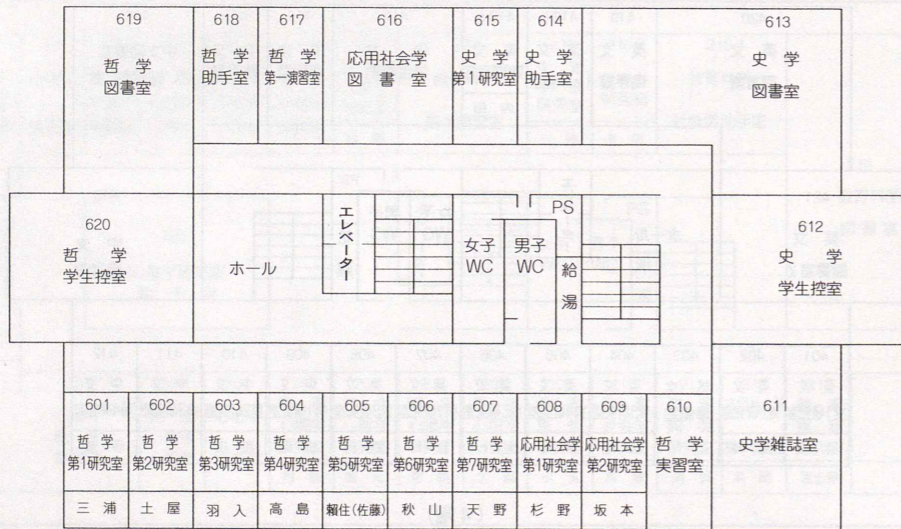 619
哲 学
図書室
618
哲 学
助手室
617
哲 学
第一演習室
616
応用社会学
図 書 室
615
史 学
第1研究室
614
史 学
助手室
613
史 学
図書室
620
哲 学
学生控室
ホール
エレベーター
女子
WC
男子
WC
PS
給湯
612
史 学
学生控室
601
哲 学
第1研究室
三 浦
602
哲 学
第2研究室
土 屋
603
哲 学
第3研究室
羽 入
604
哲 学
第4研究室
高 島
605
哲 学
第5研究室
頼住(佐藤)
606
哲 学
第6研究室
秋 山
607
哲 学
第7研究室
天 野
608
応用社会学
第1研究室
杉 野
609
応用社会学
第2研究室
坂 本
610
哲 学
実習室
611
史学雑誌室